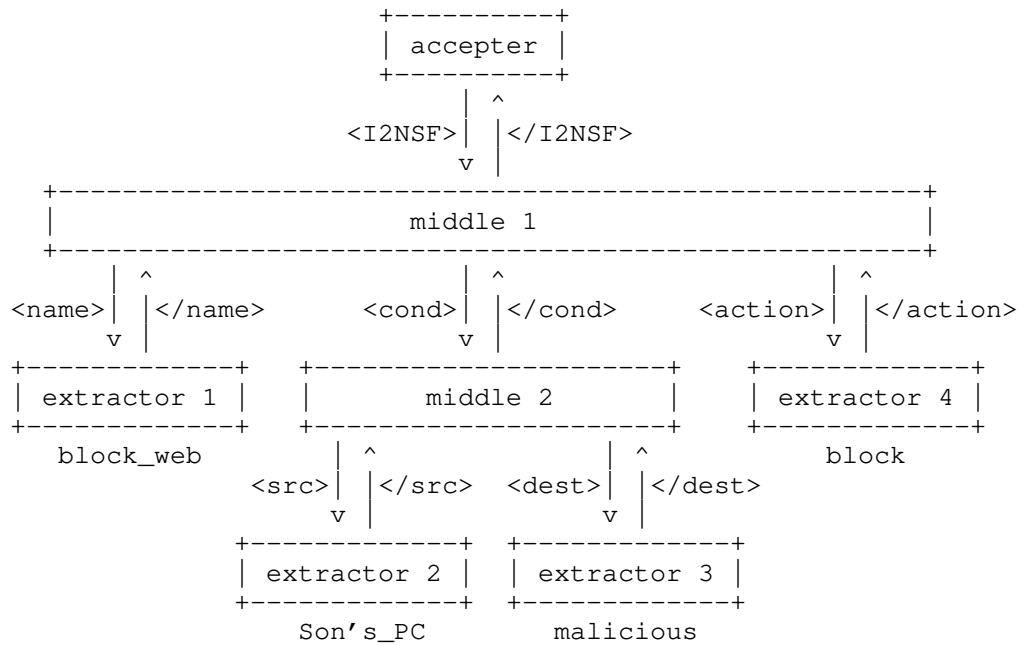 accepter
<I2NSF> </I2NSF>
middle 1
<name> </name> <cond> </cond> <action> </action>
extractor 1 middle 2 extractor 4
block_web block
<src> </src> <dest> </dest>
extractor 2 extractor 3
Son's_PC malicious